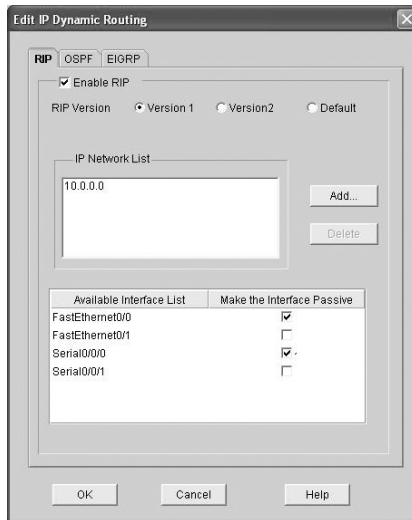 Edit IP Dynamic Routing
RIP OSPF EIGRP
Enable RIP
RIP Version Version 1 Version2 Default
IP Network List
10.0.0.0
Add...
Delete
Available Interface List Make the Interface Passive
FastEthernet0/0
FastEthernet0/1
Serial0/0/0
Serial0/0/1
OK Cancel Help